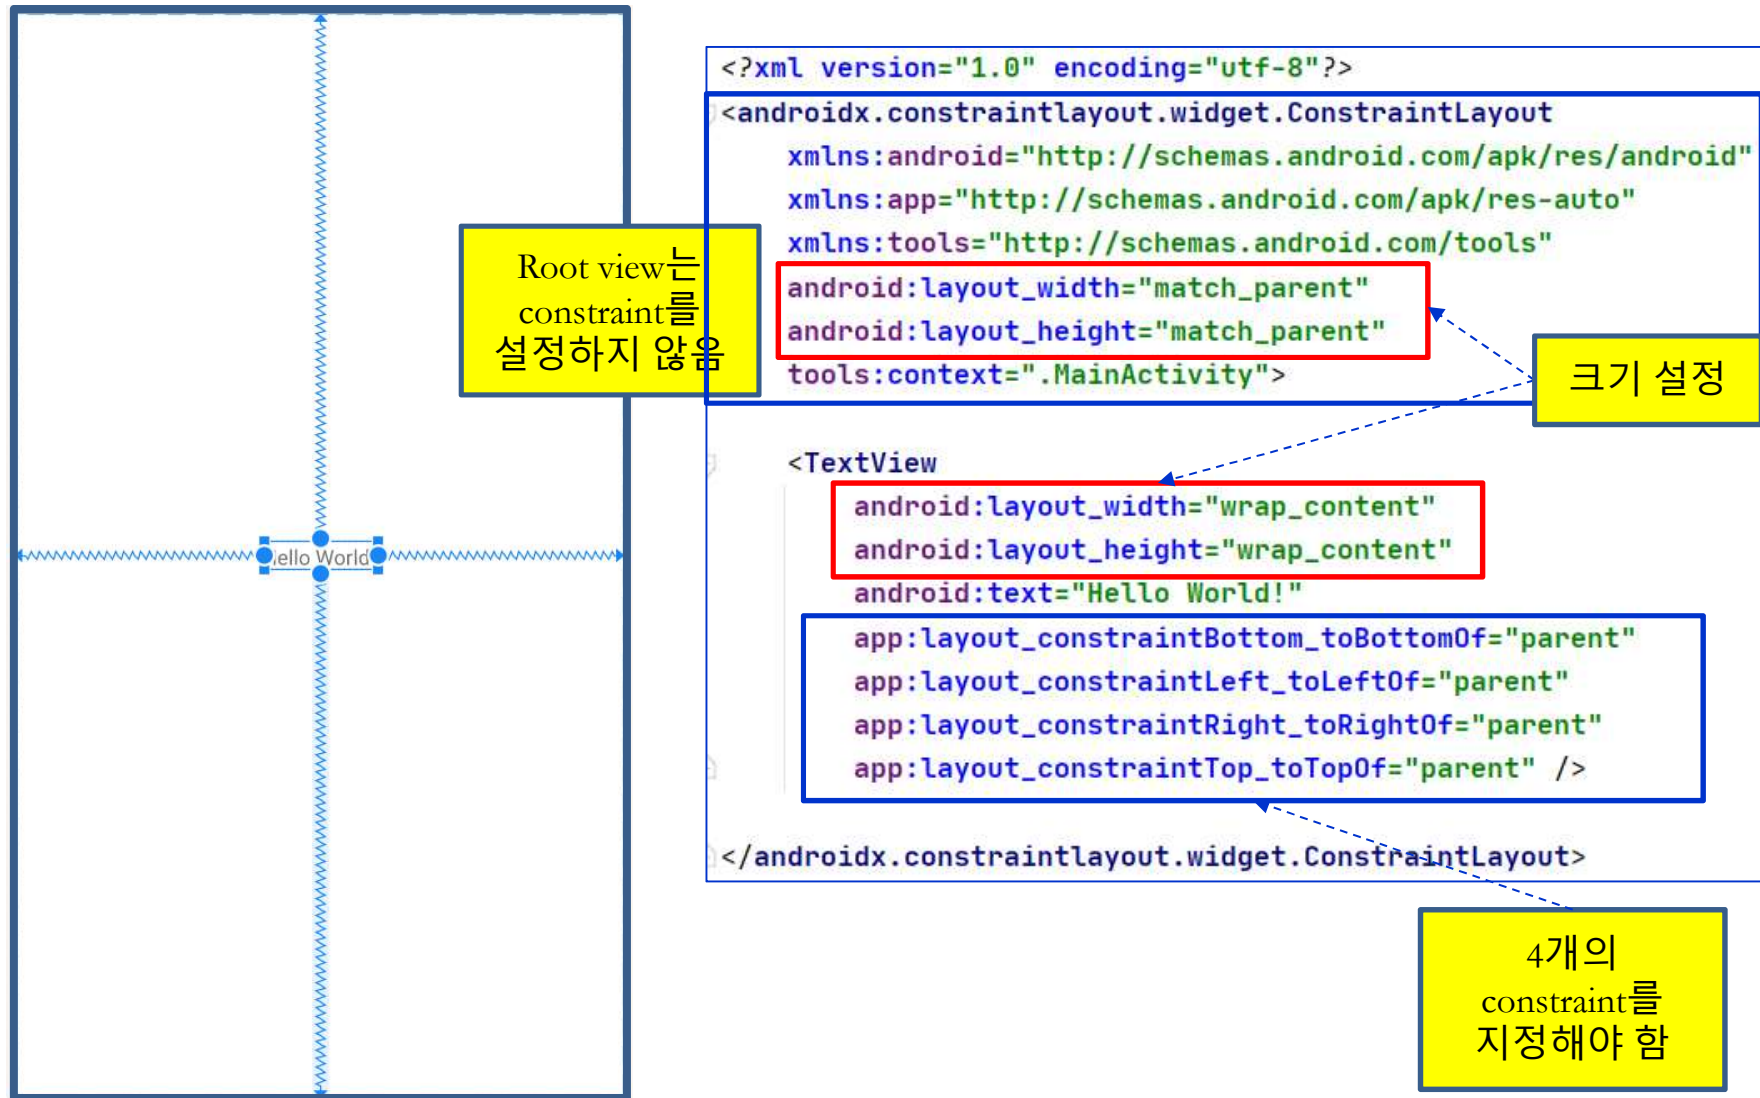 ello World
Root view는
constraint를
설정하지 않음
<?xml version="1.0" encoding="utf-8"?>
<androidx.constraintlayout.widget.ConstraintLayout
xmlns:android="http://schemas.android.com/apk/res/android"
xmlns:app="http://schemas.android.com/apk/res-auto"
xmlns:tools="http://schemas.android.com/tools"
android:layout_width="match_parent"
android:layout_height="match_parent"
tools:context=".MainActivity">
크기 설정
<TextView
android:layout_width="wrap_content"
android:layout_height="wrap_content"
android:text="Hello World!"
app:layout_constraintBottom_toBottomOf="parent"
app:layout_constraintLeft_toLeftOf="parent"
app:layout_constraintRight_toRightOf="parent"
app:layout_constraintTop_toTopOf="parent" />
</androidx.constraintlayout.widget.ConstraintLayout>
4개의
constraint를
지정해야 함